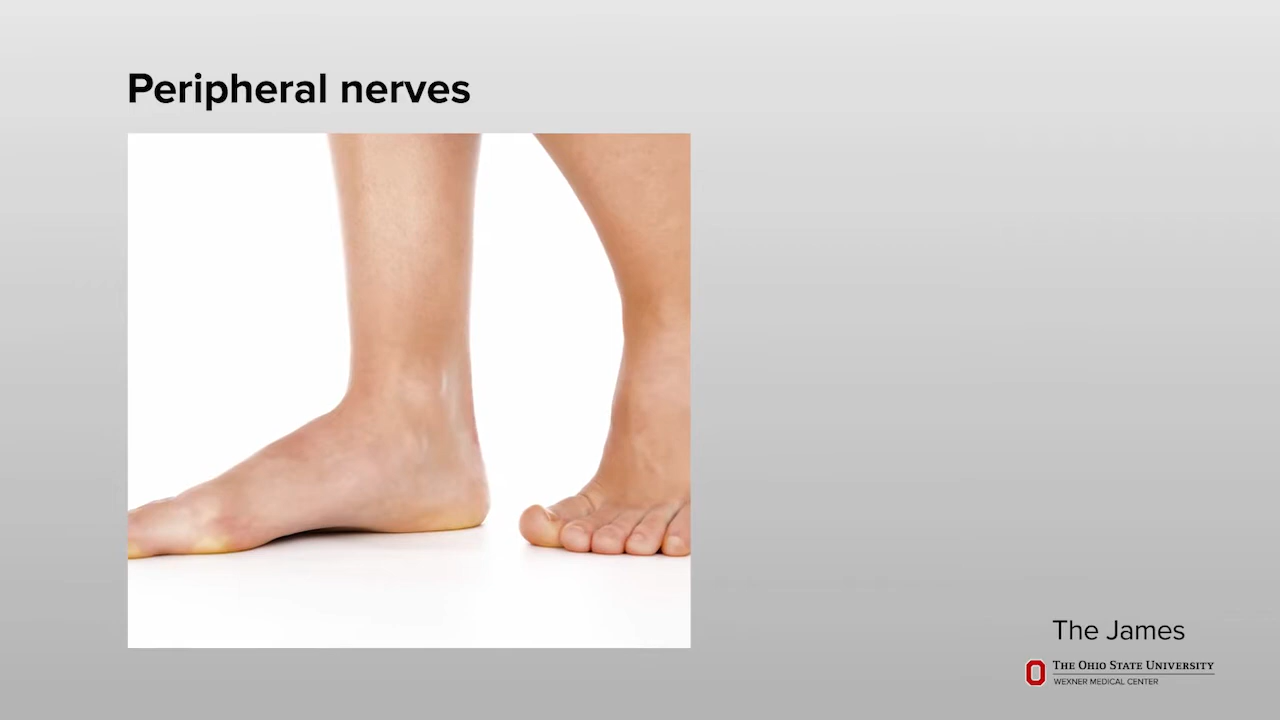 Peripheral nerves
The James
The Ohio State University
WEXNER MEDICAL CENTER